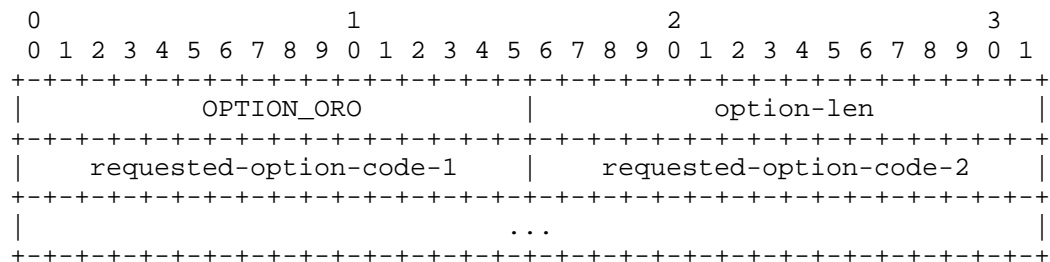 0                   1                   2                   3
 0 1 2 3 4 5 6 7 8 9 0 1 2 3 4 5 6 7 8 9 0 1 2 3 4 5 6 7 8 9 0 1
+-+-+-+-+-+-+-+-+-+-+-+-+-+-+-+-+-+-+-+-+-+-+-+-+-+-+-+-+-+-+-+-+
|           OPTION_ORO          |           option-len          |
+-+-+-+-+-+-+-+-+-+-+-+-+-+-+-+-+-+-+-+-+-+-+-+-+-+-+-+-+-+-+-+-+
|    requested-option-code-1    |    requested-option-code-2    |
+-+-+-+-+-+-+-+-+-+-+-+-+-+-+-+-+-+-+-+-+-+-+-+-+-+-+-+-+-+-+-+-+
|                              ...                              |
+-+-+-+-+-+-+-+-+-+-+-+-+-+-+-+-+-+-+-+-+-+-+-+-+-+-+-+-+-+-+-+-+